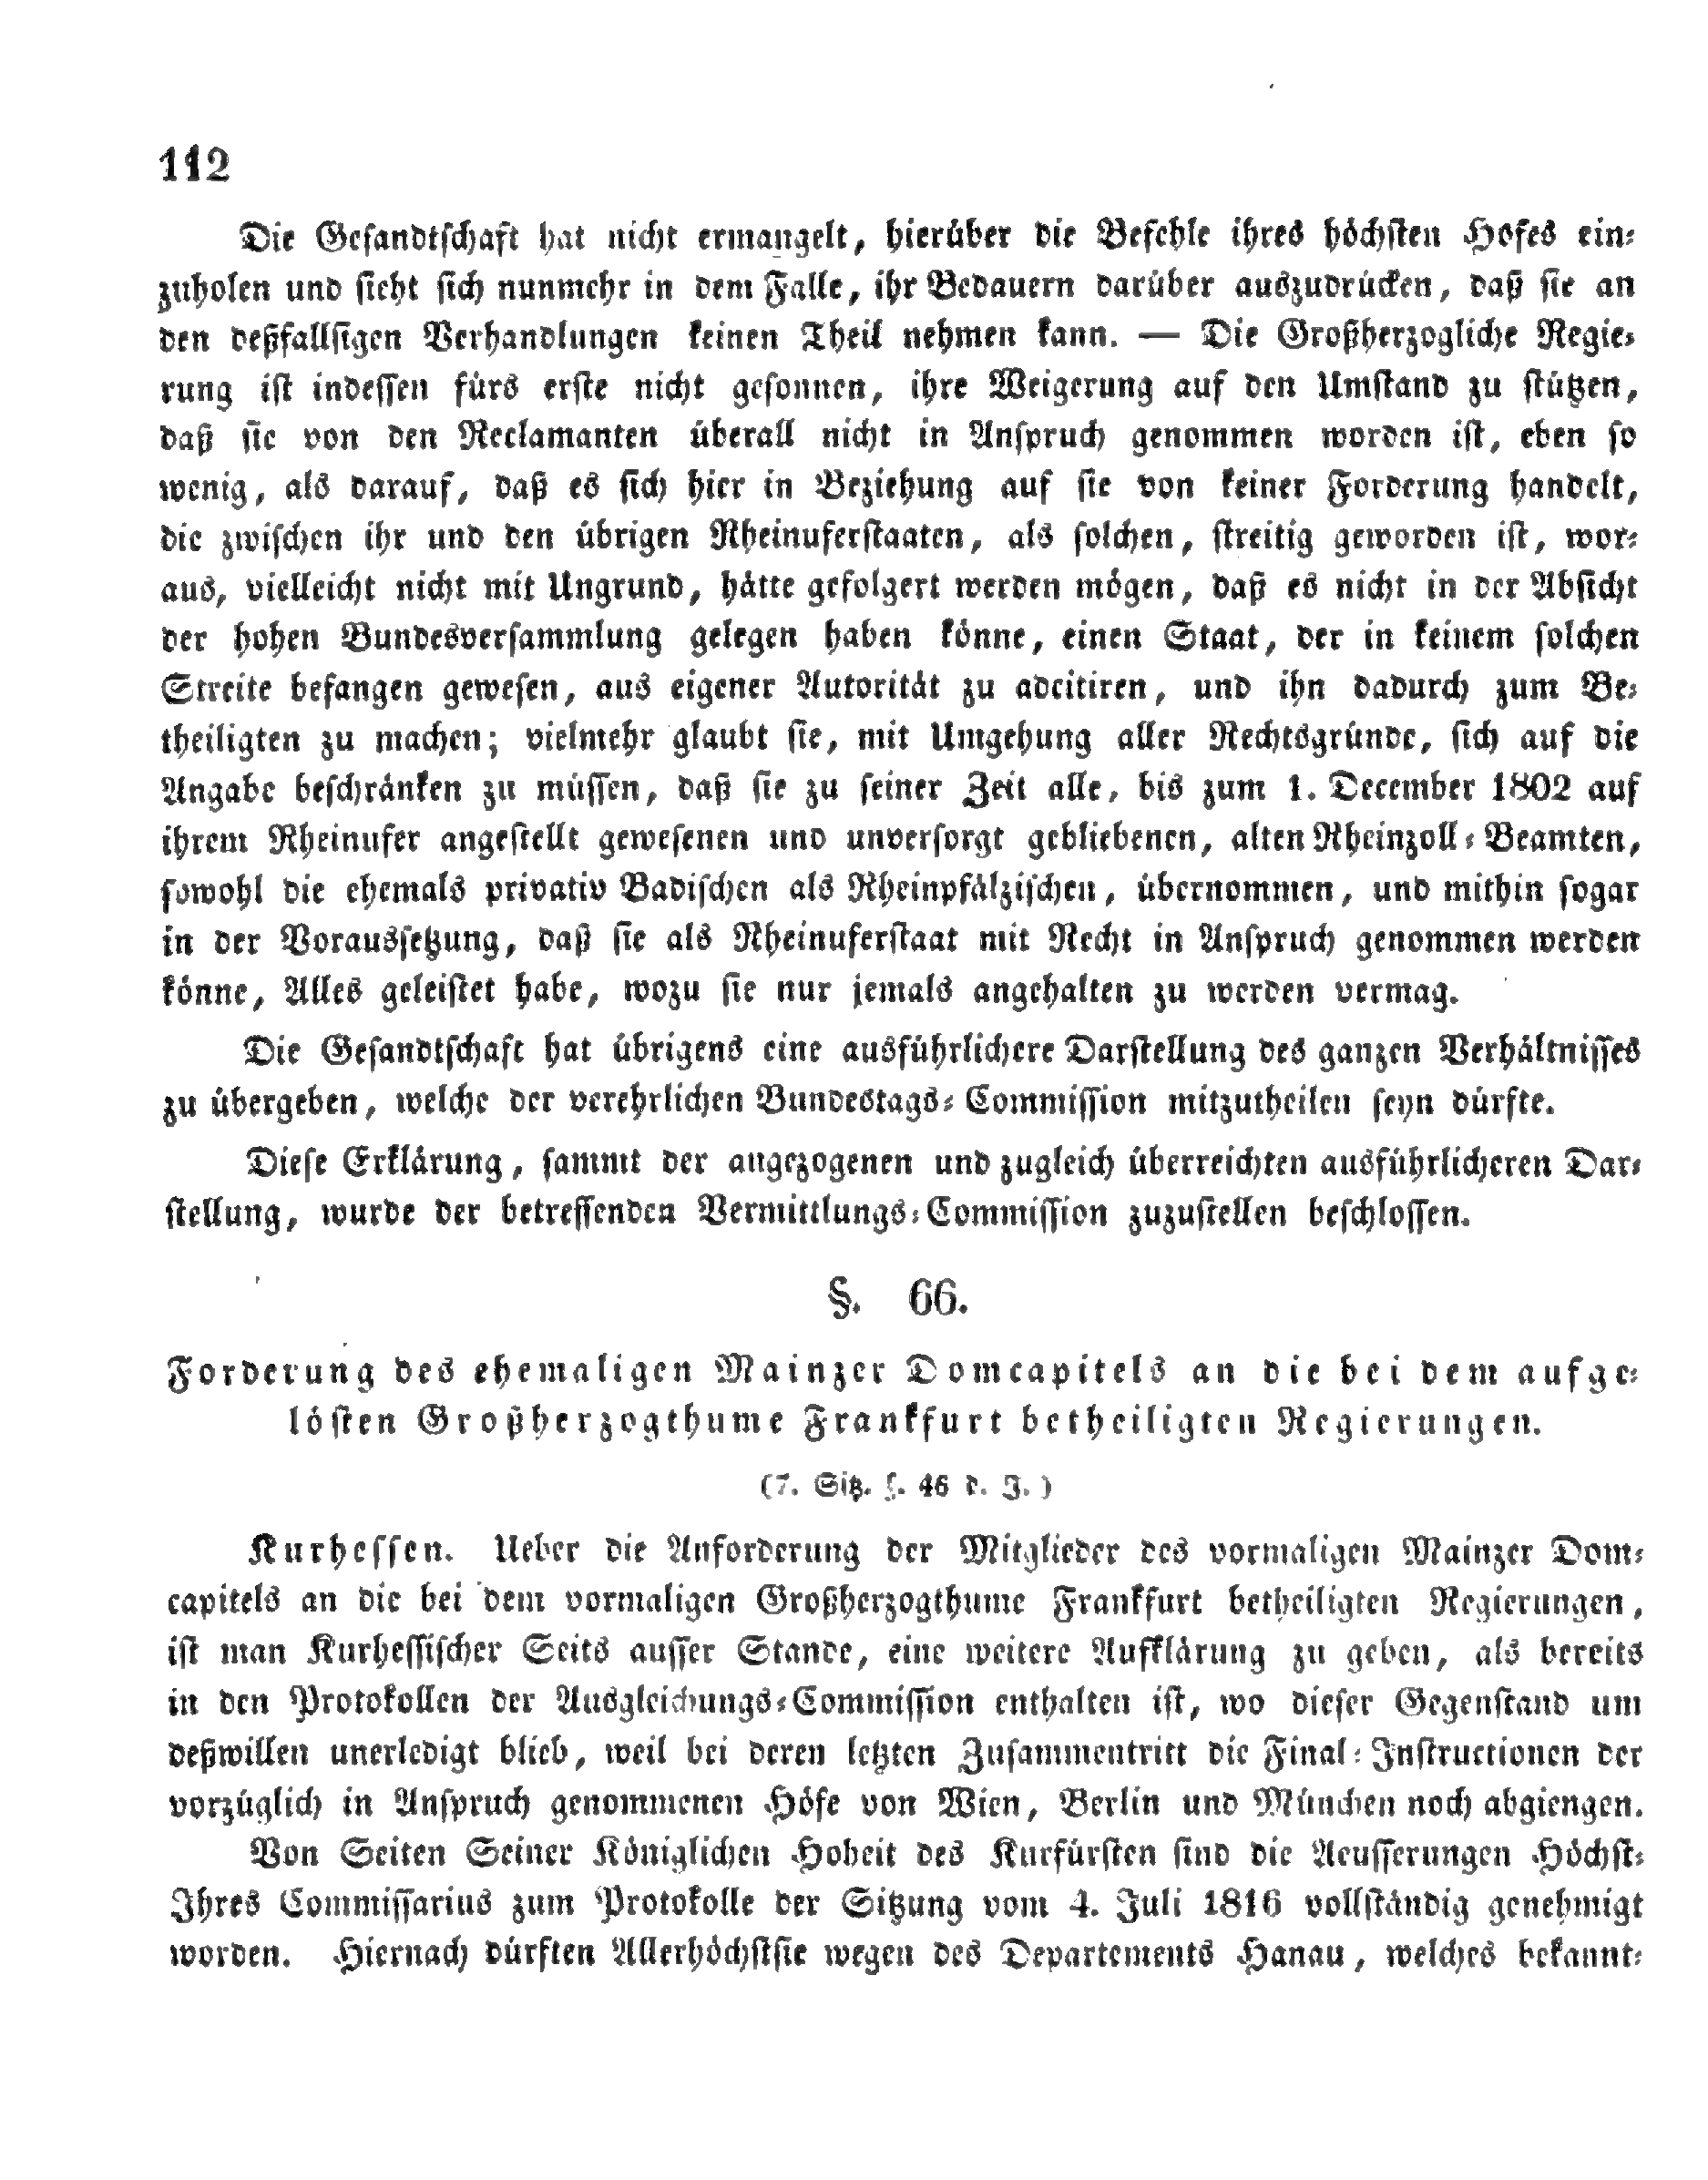 112
Die Gesandtschaft hat nicht ermangelt, hierüber die Befehle ihres höchsten Hofes ein-
zuholen und sieht sich nunmehr in dem Falle, ihr Bedauern darüber auszudrücken, daß sie an
den deßfallsigen Verhandlungen keinen Theil nehmen kann. — Die Großherzogliche Regie-
rung ist indessen fürs erste nicht gesonnen, ihre Weigerung auf den Umstand zu stützen,
daß sie von den Reclamanten überall nicht in Anspruch genommen worden ist, eben so
wenig, als darauf, daß es sich hier in Beziehung auf sie von keiner Forderung handelt,
die zwischen ihr und den übrigen Rheinuferstaaten, als solchen, streitig geworden ist, wor-
aus, vielleicht nicht mit Ungrund, hätte gefolgert werden mögen, daß es nicht in der Absicht
der hohen Bundesversammlung gelegen haben könne, einen Staat, der in keinem solchen
Streite befangen gewesen, aus eigener Autorität zu adcitiren, und ihn dadurch zum Be-
theiligten zu machen; vielmehr glaubt sie, mit Umgehung aller Rechtsgründe, sich auf die
Angabe beschränken zu müssen, daß sie zu seiner Zeit alle, bis zum 1. December 1802 auf
ihrem Rheinufer angestellt gewesenen und unversorgt gebliebenen, alten Rheinzoll-Beamten,
sowohl die ehemals privativ Badischen als Rheinpfälzischen, übernommen, und mithin sogar
in der Voraussetzung, daß sie als Rheinuferstaat mit Recht in Anspruch genommen werden
könne, Alles geleistet habe, wozu sie nur jemals angehalten zu werden vermag.
Die Gesandtschaft hat übrigens eine ausführlichere Darstellung des ganzen Verhältnisses
zu übergeben, welche der verehrlichen Bundestags-Commission mitzutheilen seyn dürfte.
Diese Erklärung, sammt der angezogenen und zugleich überreichten ausführlicheren Dar-
stellung, wurde der betreffenden Vermittlungs-Commission zuzustellen beschlossen.
§. 66.
Forderung des ehemaligen Mainzer Domcapitels an die bei dem aufge-
lösten Großherzogthume Frankfurt betheiligten Regierungen.
(7. Sitz. §. 46 d. J.)
Kurhessen. Ueber die Anforderung der Mitglieder des vormaligen Mainzer Dom-
capitels an die bei dem vormaligen Großherzogthume Frankfurt betheiligten Regierungen,
ist man Kurhessischer Seits ausser Stande, eine weitere Aufklärung zu geben, als bereits
in den Protokollen der Ausgleichungs-Commission enthalten ist, wo dieser Gegenstand um
deßwillen unerledigt blieb, weil bei deren letzten Zusammentritt die Final-Instructionen der
vorzüglich in Anspruch genommenen Höfe von Wien, Berlin und München noch abgiengen.
Von Seiten Seiner Königlichen Hoheit des Kurfürsten sind die Aeusserungen Höchst-
Ihres Commissarius zum Protokolle der Sitzung vom 4. Juli 1816 vollständig genehmigt
worden. Hiernach dürften Allerhöchstsie wegen des Departements Hanau, welches bekannt-